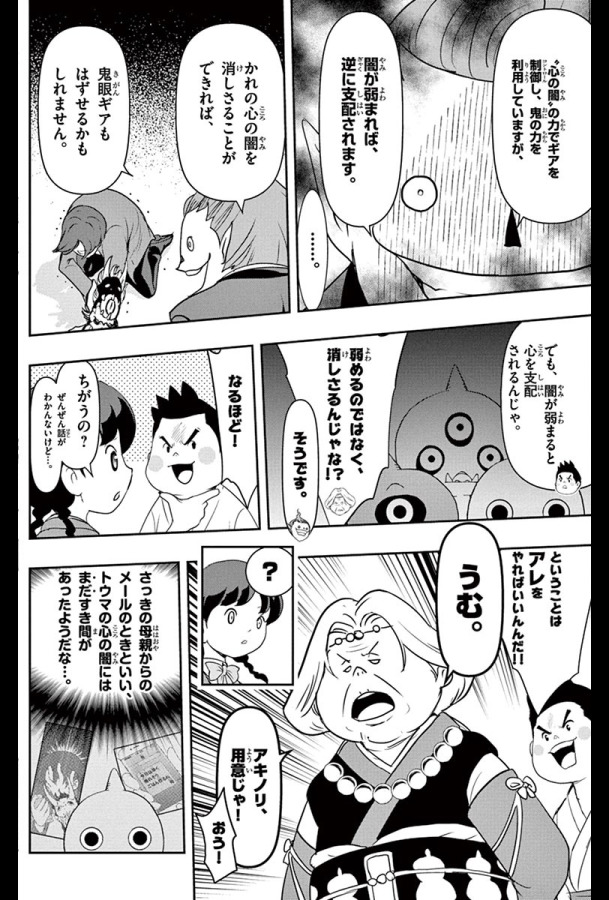 〝心の闇〟の力でギアを
制御し、鬼の力を
利用していますが、
闇が弱まれば、
逆に支配されます。
……。
かれの心の闇を
消しさることが
できれば、
鬼眼ギアも
はずせるかも
しれません。
でも、闇が弱まると
心を支配
されるんじゃ。
弱めるのではなく、
消しさるんじゃな!?
そうです。
なるほど!
ちがうの?
ぜんぜん話が
わかんないけど…。
ということは
アレを
やればいいんだ!!
うむ。
?
アキノリ、
用意じゃ!
おう!
さっきの母親からの
メールのときといい、
トウマの心の闇には
まだすき間が
あったようだな…。